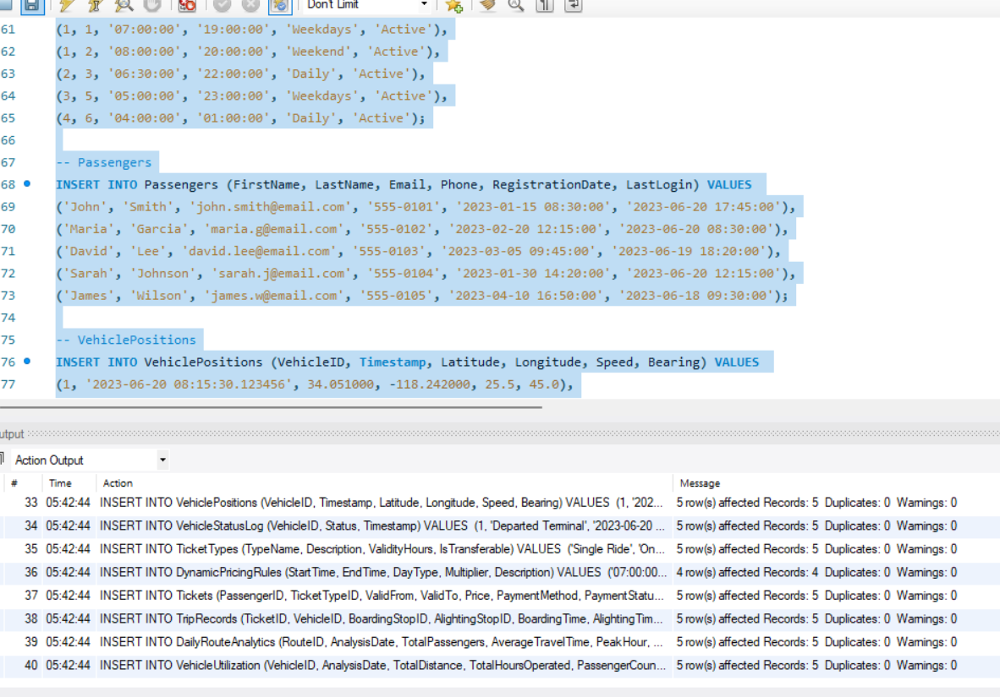 Don't Limit
61 (1, 1, '07:00:00', '19:00:00', 'Weekdays', 'Active'),
62 (1, 2, '08:00:00', '20:00:00', 'Weekend', 'Active'),
63 (2, 3, '06:30:00', '22:00:00', 'Daily', 'Active'),
64 (3, 5, '05:00:00', '23:00:00', 'Weekdays', 'Active'),
65 (4, 6, '04:00:00', '01:00:00', 'Daily', 'Active');
66
67 -- Passengers
68 INSERT INTO Passengers (FirstName, LastName, Email, Phone, RegistrationDate, LastLogin) VALUES
69 ('John', 'Smith', 'john.smith@email.com', '555-0101', '2023-01-15 08:30:00', '2023-06-20 17:45:00'),
70 ('Maria', 'Garcia', 'maria.g@email.com', '555-0102', '2023-02-20 12:15:00', '2023-06-20 08:30:00'),
71 ('David', 'Lee', 'david.lee@email.com', '555-0103', '2023-03-05 09:45:00', '2023-06-19 18:20:00'),
72 ('Sarah', 'Johnson', 'sarah.j@email.com', '555-0104', '2023-01-30 14:20:00', '2023-06-20 12:15:00'),
73 ('James', 'Wilson', 'james.w@email.com', '555-0105', '2023-04-10 16:50:00', '2023-06-18 09:30:00');
74
75 -- VehiclePositions
76 INSERT INTO VehiclePositions (VehicleID, Timestamp, Latitude, Longitude, Speed, Bearing) VALUES
77 (1, '2023-06-20 08:15:30.123456', 34.051000, -118.242000, 25.5, 45.0),
utput
Action Output
# Time Action Message
33 05:42:44 INSERT INTO VehiclePositions (VehicleID, Timestamp, Latitude, Longitude, Speed, Bearing) VALUES (1, '202... 5 row(s) affected Records: 5 Duplicates: 0 Warnings: 0
34 05:42:44 INSERT INTO VehicleStatusLog (VehicleID, Status, Timestamp) VALUES (1, 'Departed Terminal', '2023-06-20 ... 5 row(s) affected Records: 5 Duplicates: 0 Warnings: 0
35 05:42:44 INSERT INTO TicketTypes (TypeName, Description, ValidityHours, IsTransferable) VALUES ('Single Ride', 'On... 5 row(s) affected Records: 5 Duplicates: 0 Warnings: 0
36 05:42:44 INSERT INTO DynamicPricingRules (StartTime, EndTime, DayType, Multiplier, Description) VALUES ('07:00:00... 4 row(s) affected Records: 4 Duplicates: 0 Warnings: 0
37 05:42:44 INSERT INTO Tickets (PassengerID, TicketTypeID, ValidFrom, ValidTo, Price, PaymentMethod, PaymentStatu... 5 row(s) affected Records: 5 Duplicates: 0 Warnings: 0
38 05:42:44 INSERT INTO TripRecords (TicketID, VehicleID, BoardingStopID, AlightingStopID, BoardingTime, AlightingTim... 5 row(s) affected Records: 5 Duplicates: 0 Warnings: 0
39 05:42:44 INSERT INTO DailyRouteAnalytics (RouteID, AnalysisDate, TotalPassengers, AverageTravelTime, PeakHour, ... 5 row(s) affected Records: 5 Duplicates: 0 Warnings: 0
40 05:42:44 INSERT INTO VehicleUtilization (VehicleID, AnalysisDate, TotalDistance, TotalHoursOperated, PassengerCoun... 5 row(s) affected Records: 5 Duplicates: 0 Warnings: 0